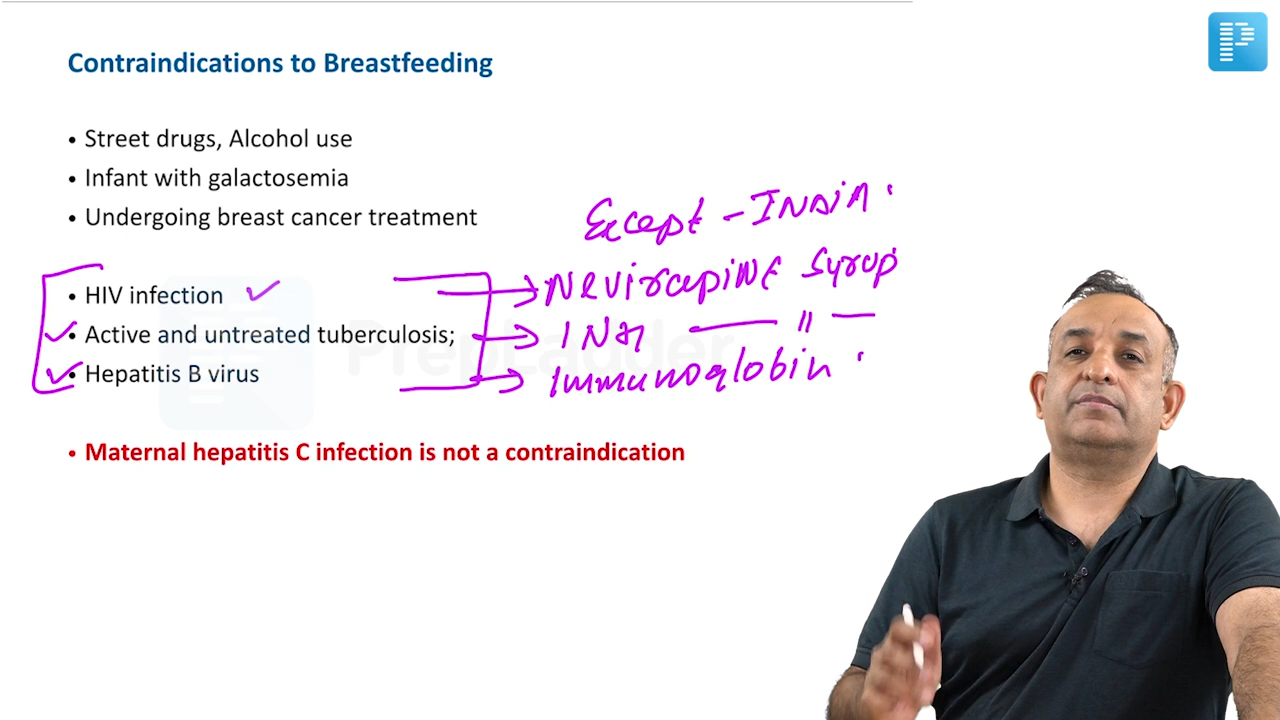 Contraindications to Breastfeeding
• Street drugs, Alcohol use
• Infant with galactosemia
• Undergoing breast cancer treatment
Except - INDIA.
• HIV infection
Nevirapine Syrup
• Active and untreated tuberculosis;
INH — " —
• Hepatitis B virus
Immunoglobin.
• Maternal hepatitis C infection is not a contraindication
PrepLadder